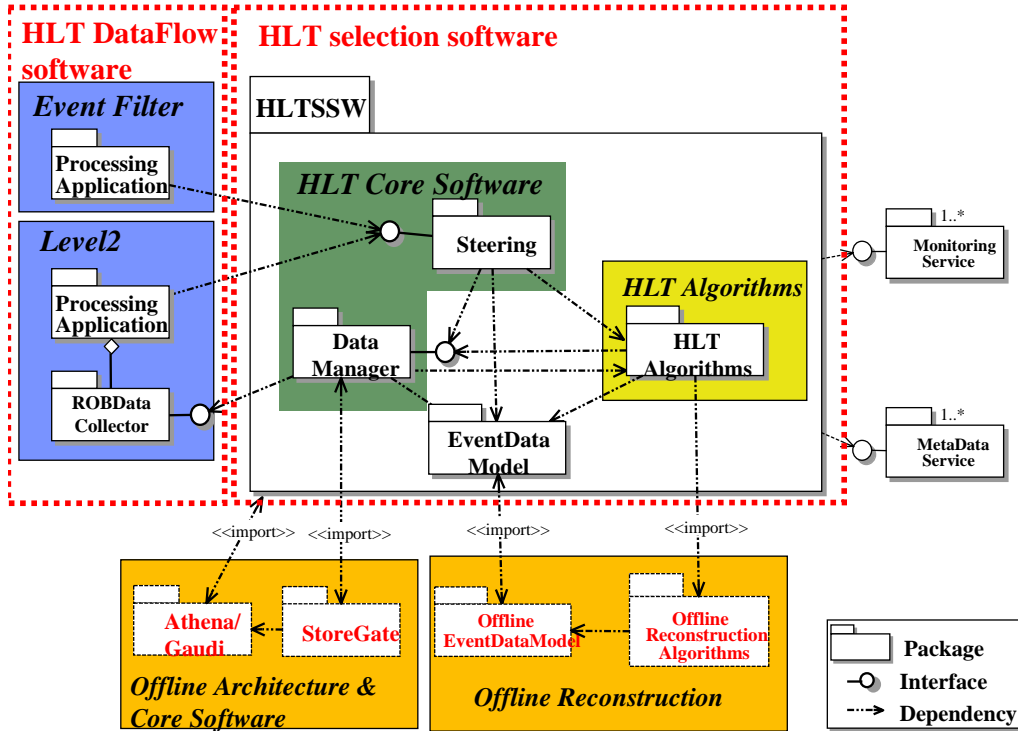 HLT DataFlow
software
HLT selection software
Event Filter
Processing
Application
Level2
Processing
Application
ROBData
Collector
HLTSSW
HLT Core Software
Steering
Data
Manager
HLT Algorithms
HLT
Algorithms
EventData
Model
1..*
Monitoring
Service
1..*
MetaData
Service
<<import>>
<<import>>
<<import>>
<<import>>
Athena/
Gaudi
StoreGate
Offline Architecture &
Core Software
Offline
EventDataModel
Offline
Reconstruction
Algorithms
Offline Reconstruction
Package
Interface
Dependency